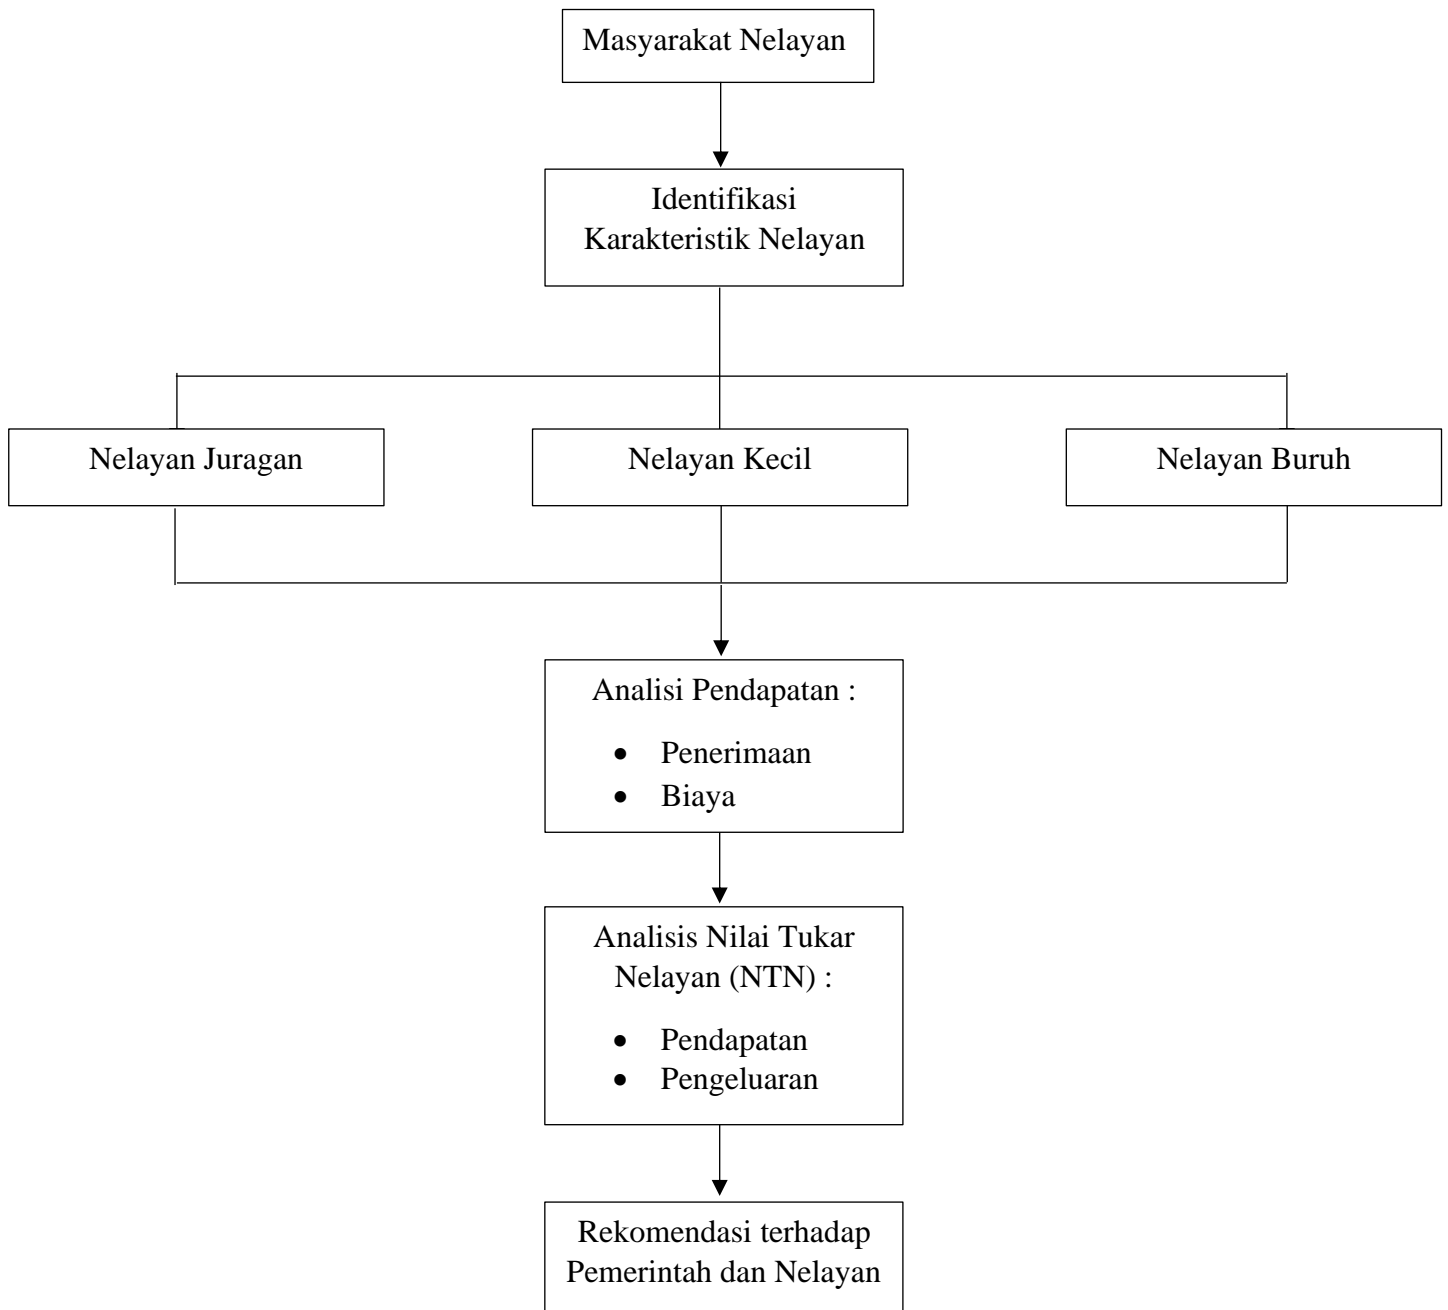 Masyarakat Nelayan
Identifikasi
Karakteristik Nelayan
Nelayan Juragan
Nelayan Kecil
Nelayan Buruh
Analisi Pendapatan :
• Penerimaan
• Biaya
Analisis Nilai Tukar
Nelayan (NTN) :
• Pendapatan
• Pengeluaran
Rekomendasi terhadap
Pemerintah dan Nelayan